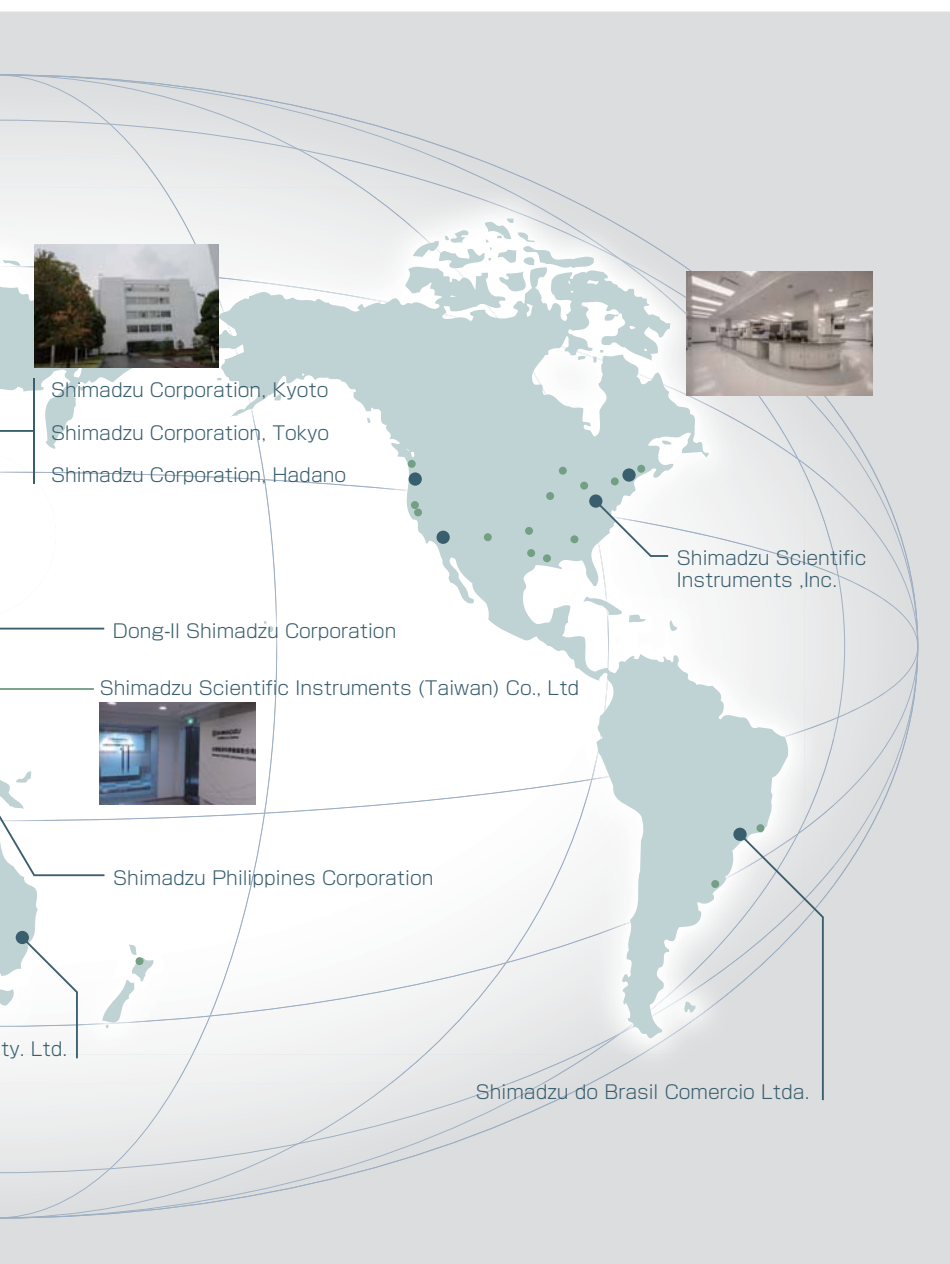 Shimadzu Corporation, Kyoto
Shimadzu Corporation, Tokyo
Shimadzu Corporation, Hadano
Shimadzu Scientific
Instruments ,Inc.
Dong-Il Shimadzu Corporation
Shimadzu Scientific Instruments (Taiwan) Co., Ltd
SHIMADZU
Shimadzu Philippines Corporation
ty. Ltd.
Shimadzu do Brasil Comercio Ltda.